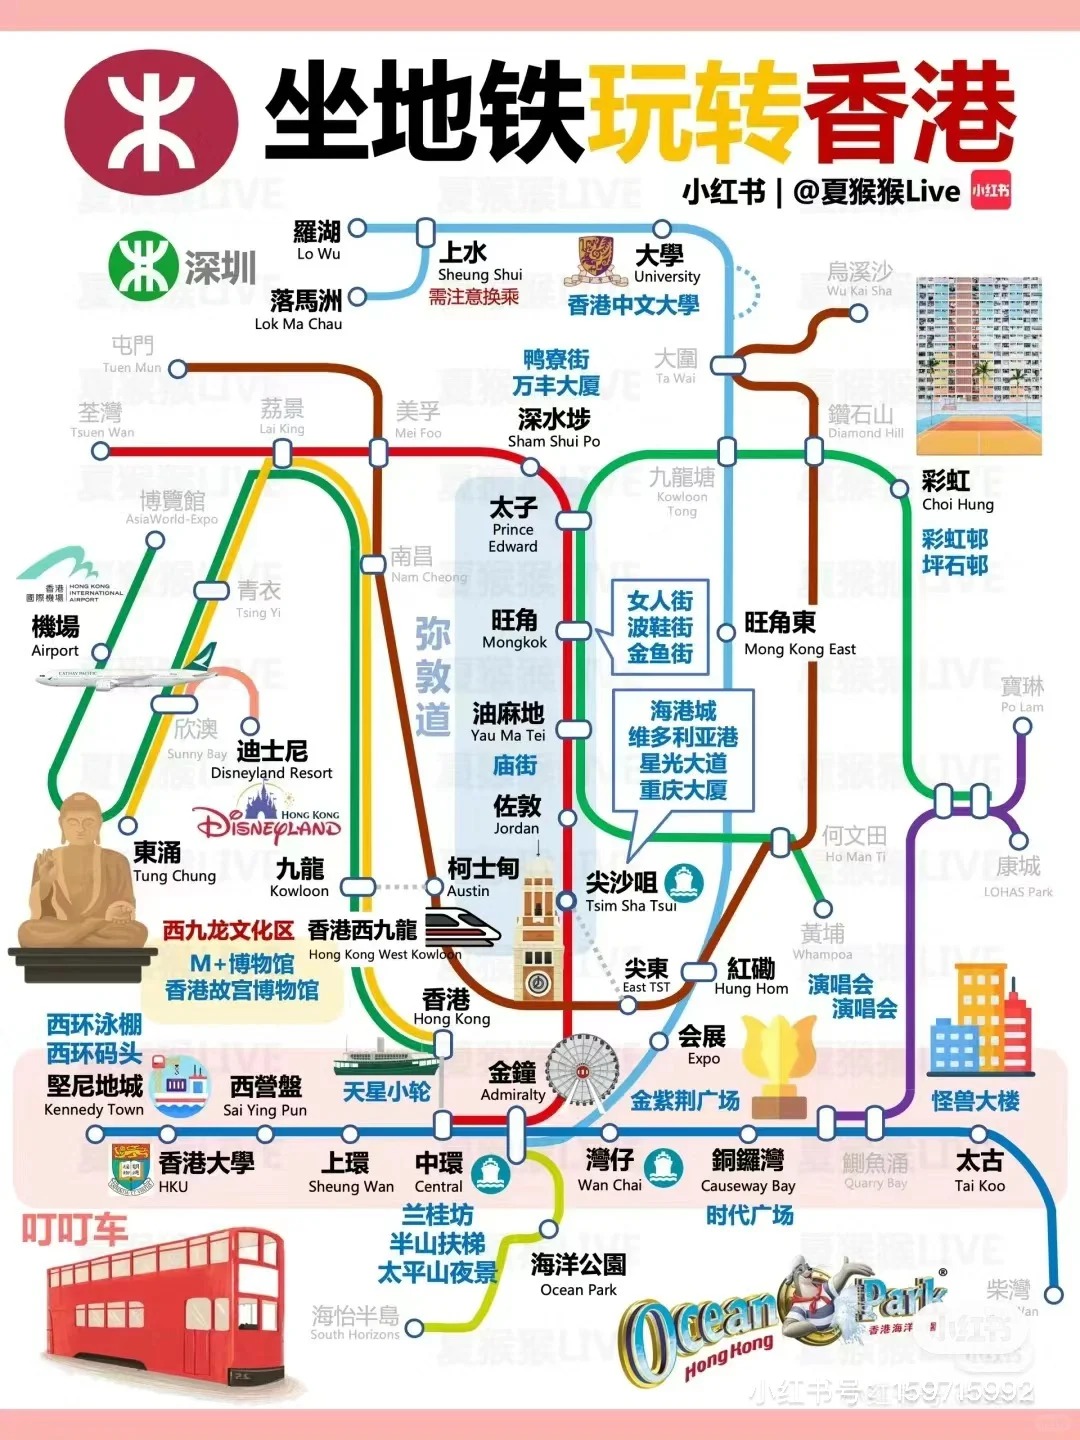 坐地铁玩转香港
小红书 | @夏猴猴Live 小红书
深圳
羅湖
Lo Wu
落馬洲
Lok Ma Chau
上水
Sheung Shui
需注意换乘
大學
University
香港中文大學
烏溪沙
Wu Kai Sha
屯門
Tuen Mun
鸭寮街
万丰大厦
大圍
Ta Wai
荃灣
Tsuen Wan
荔景
Lai King
美孚
Mei Foo
深水埗
Sham Shui Po
鑽石山
Diamond Hill
九龍塘
Kowloon
Tong
彩虹
Choi Hung
彩虹邨
坪石邨
博覽館
AsiaWorld-Expo
太子
Prince
Edward
香港
國際機場
HONG KONG
INTERNATIONAL
AIRPORT
機場
Airport
青衣
Tsing Yi
南昌
Nam Cheong
弥敦道
旺角
Mongkok
女人街
波鞋街
金鱼街
旺角東
Mong Kong East
CATHAY PACIFIC
欣澳
Sunny Bay
迪士尼
Disneyland Resort
HONG KONG
DISNEYLAND
油麻地
Yau Ma Tei
庙街
海港城
维多利亚港
星光大道
重庆大厦
寶琳
Po Lam
佐敦
Jordan
何文田
Ho Man Ti
康城
LOHAS Park
東涌
Tung Chung
九龍
Kowloon
柯士甸
Austin
尖沙咀
Tsim Sha Tsui
黃埔
Whampoa
西九龙文化区
香港西九龍
Hong Kong West Kowloon
M+博物馆
香港故宫博物馆
尖東
East TST
紅磡
Hung Hom
演唱会
演唱会
香港
Hong Kong
西环泳棚
西环码头
會展
Expo
堅尼地城
Kennedy Town
西營盤
Sai Ying Pun
天星小轮
金鐘
Admiralty
金紫荆广场
怪兽大楼
香港大學
HKU
上環
Sheung Wan
中環
Central
灣仔
Wan Chai
銅鑼灣
Causeway Bay
鰂魚涌
Quarry Bay
太古
Tai Koo
兰桂坊
半山扶梯
太平山夜景
时代广场
叮叮车
海洋公園
Ocean Park
海怡半島
South Horizons
Ocean Park ®
Hong Kong
香港海洋
柴灣
小红书
小红书号:159715992